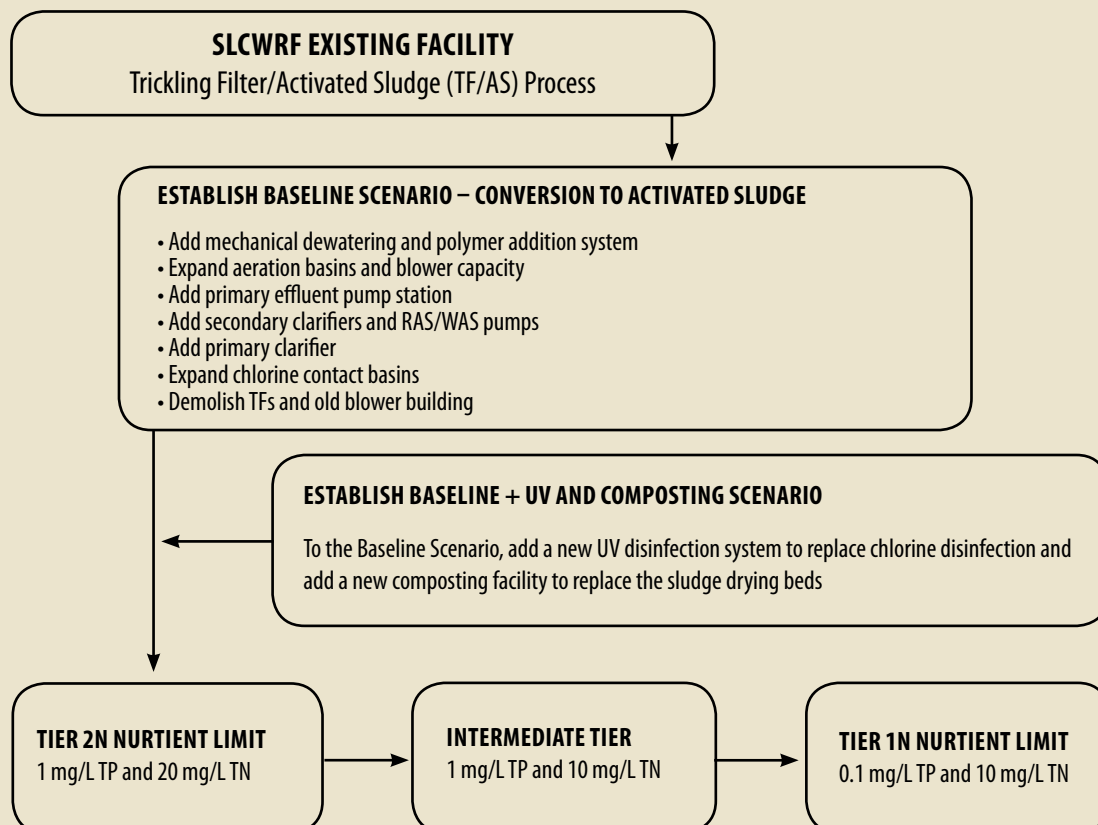 SLCWRF EXISTING FACILITY
Trickling Filter/Activated Sludge (TF/AS) Process
ESTABLISH BASELINE SCENARIO – CONVERSION TO ACTIVATED SLUDGE
• Add mechanical dewatering and polymer addition system
• Expand aeration basins and blower capacity
• Add primary effluent pump station
• Add secondary clarifiers and RAS/WAS pumps
• Add primary clarifier
• Expand chlorine contact basins
• Demolish TFs and old blower building
ESTABLISH BASELINE + UV AND COMPOSTING SCENARIO
To the Baseline Scenario, add a new UV disinfection system to replace chlorine disinfection and
add a new composting facility to replace the sludge drying beds
TIER 2N NURTIENT LIMIT
1 mg/L TP and 20 mg/L TN
INTERMEDIATE TIER
1 mg/L TP and 10 mg/L TN
TIER 1N NURTIENT LIMIT
0.1 mg/L TP and 10 mg/L TN